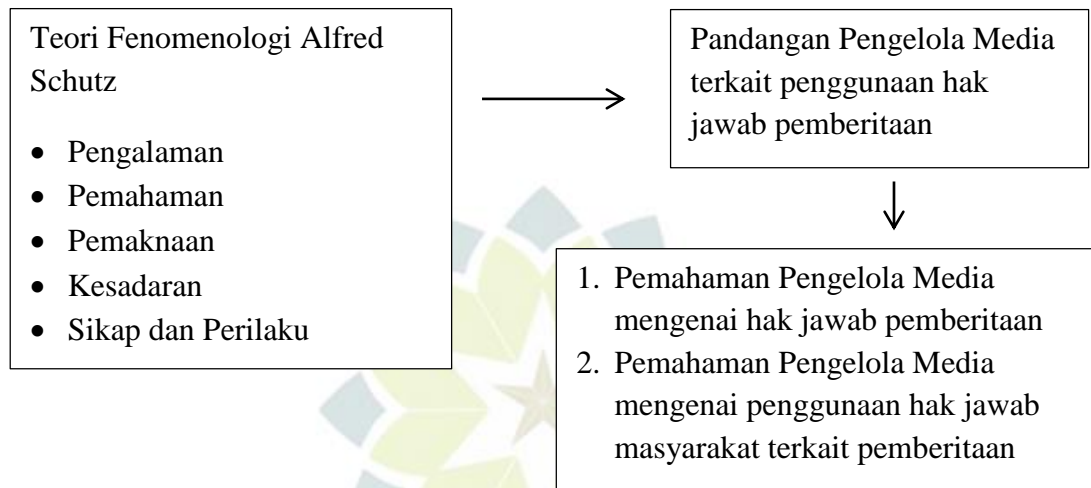 Teori Fenomenologi Alfred
Schutz
• Pengalaman
• Pemahaman
• Pemaknaan
• Kesadaran
• Sikap dan Perilaku
Pandangan Pengelola Media
terkait penggunaan hak
jawab pemberitaan
1. Pemahaman Pengelola Media
mengenai hak jawab pemberitaan
2. Pemahaman Pengelola Media
mengenai penggunaan hak jawab
masyarakat terkait pemberitaan